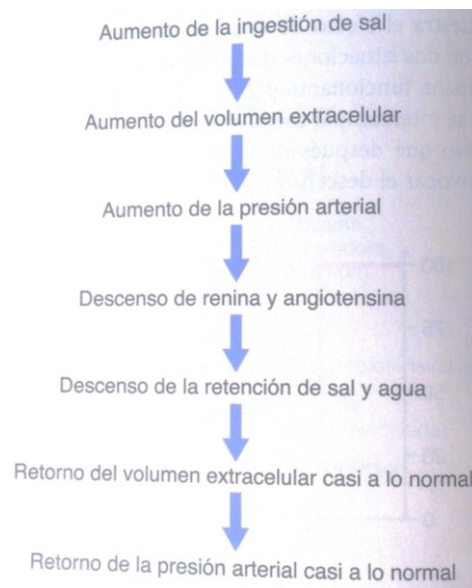 Aumento de la ingestión de sal
Aumento del volumen extracelular
Aumento de la presión arterial
Descenso de renina y angiotensina
Descenso de la retención de sal y agua
Retorno del volumen extracelular casi a lo normal
Retorno de la presión arterial casi a lo normal